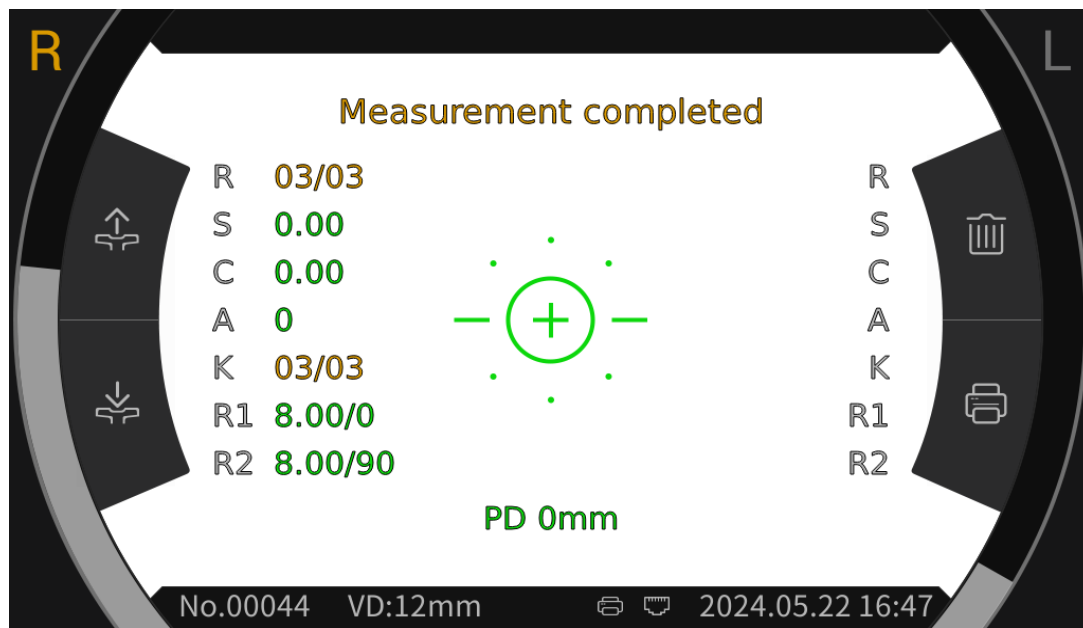 R L
Measurement completed
R 03/03 R
S 0.00 S
C 0.00 C
A 0 A
K 03/03 K
R1 8.00/0 R1
R2 8.00/90 R2
PD 0mm
No.00044 VD:12mm 2024.05.22 16:47